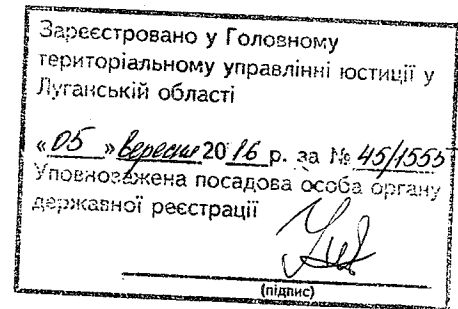 Зареєстровано у Головному
територіальному управлінні юстиції у
Луганській області
«05» вересня 2016 р. за № 45/1555
Уповноважена посадова особа органу
державної реєстрації
(підпис)